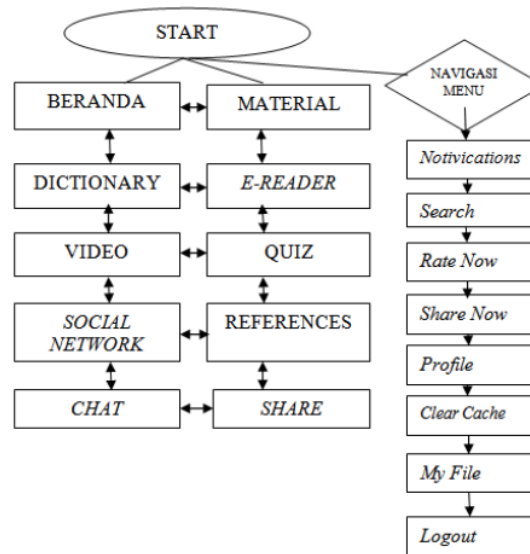 START
NAVIGASI
MENU
BERANDA
MATERIAL
DICTIONARY
E-READER
VIDEO
QUIZ
SOCIAL
NETWORK
REFERENCES
CHAT
SHARE
Notivications
Search
Rate Now
Share Now
Profile
Clear Cache
My File
Logout